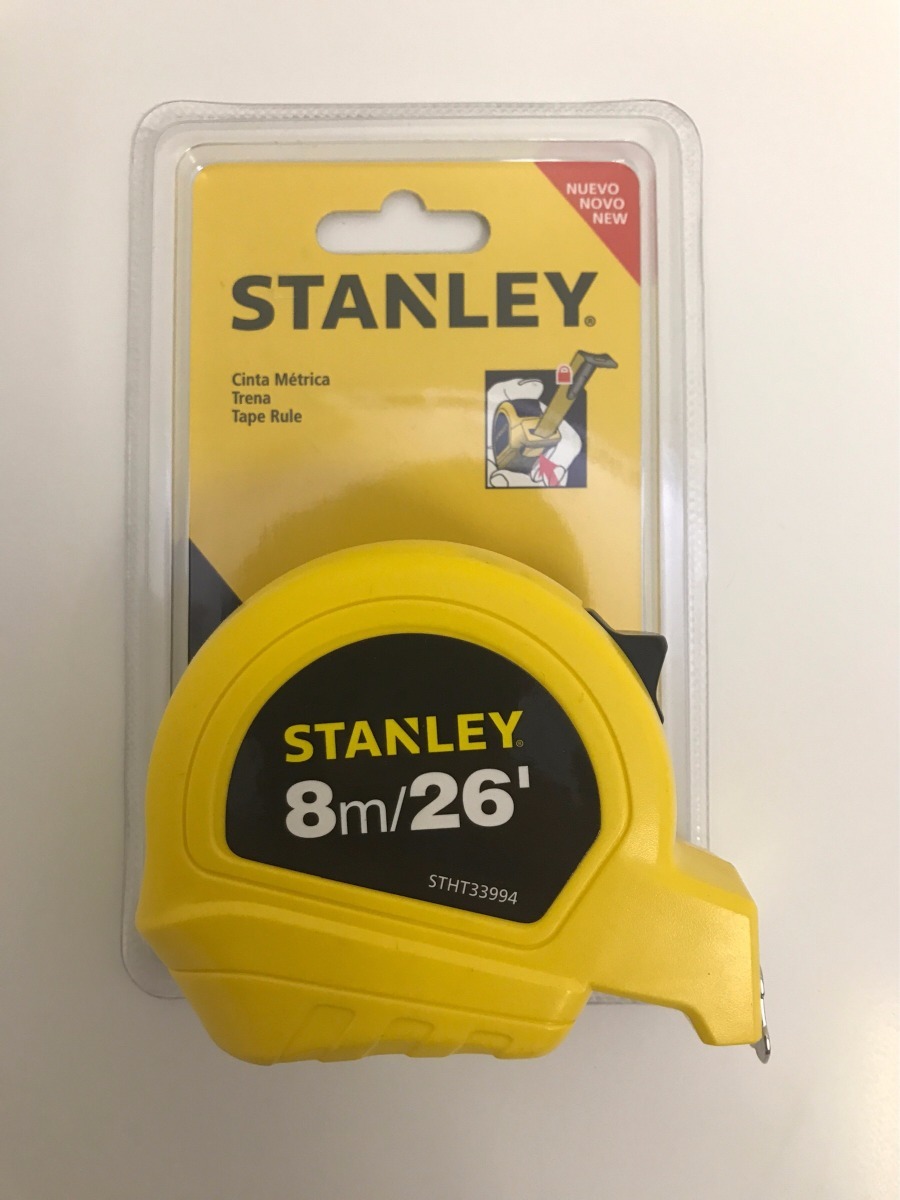 NUEVO
NOVO
NEW
STANLEY®
Cinta Métrica
Trena
Tape Rule
STANLEY®
8m/26'
STHT33994